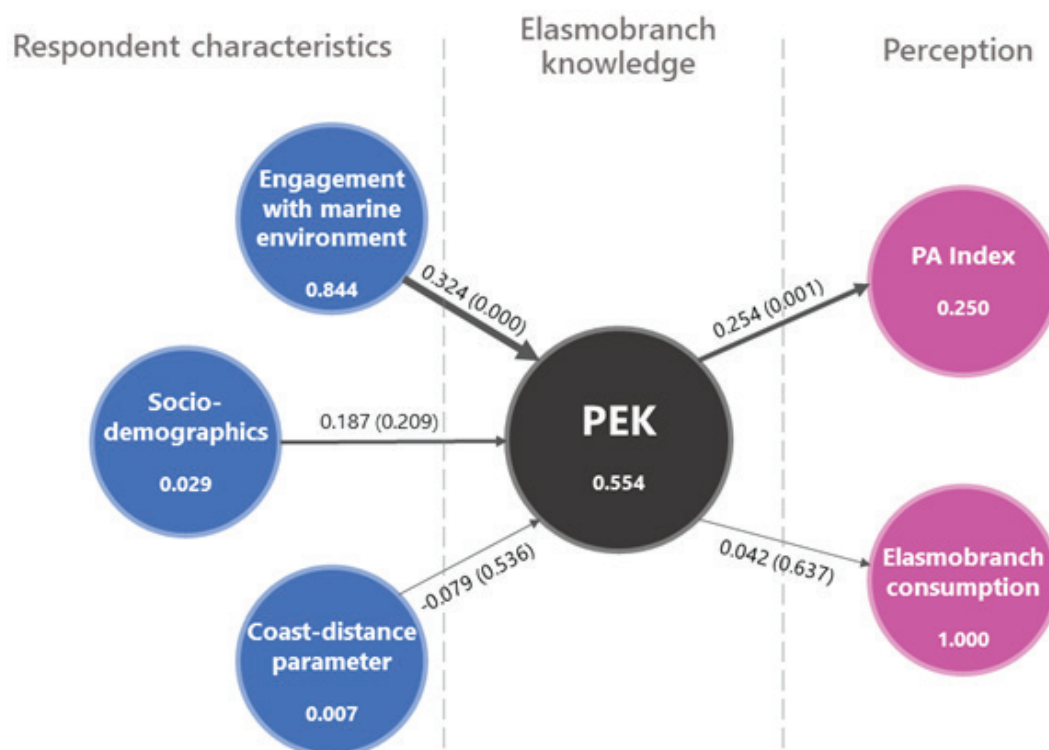 Respondent characteristics
Elasmobranch
knowledge
Perception
Engagement
with marine
environment
0.844
0.324 (0.000)
Socio-
demographics
0.029
0.187 (0.209)
Coast-distance
parameter
0.007
-0.079 (0.536)
PEK
0.554
0.254 (0.001)
PA Index
0.250
0.042 (0.637)
Elasmobranch
consumption
1.000